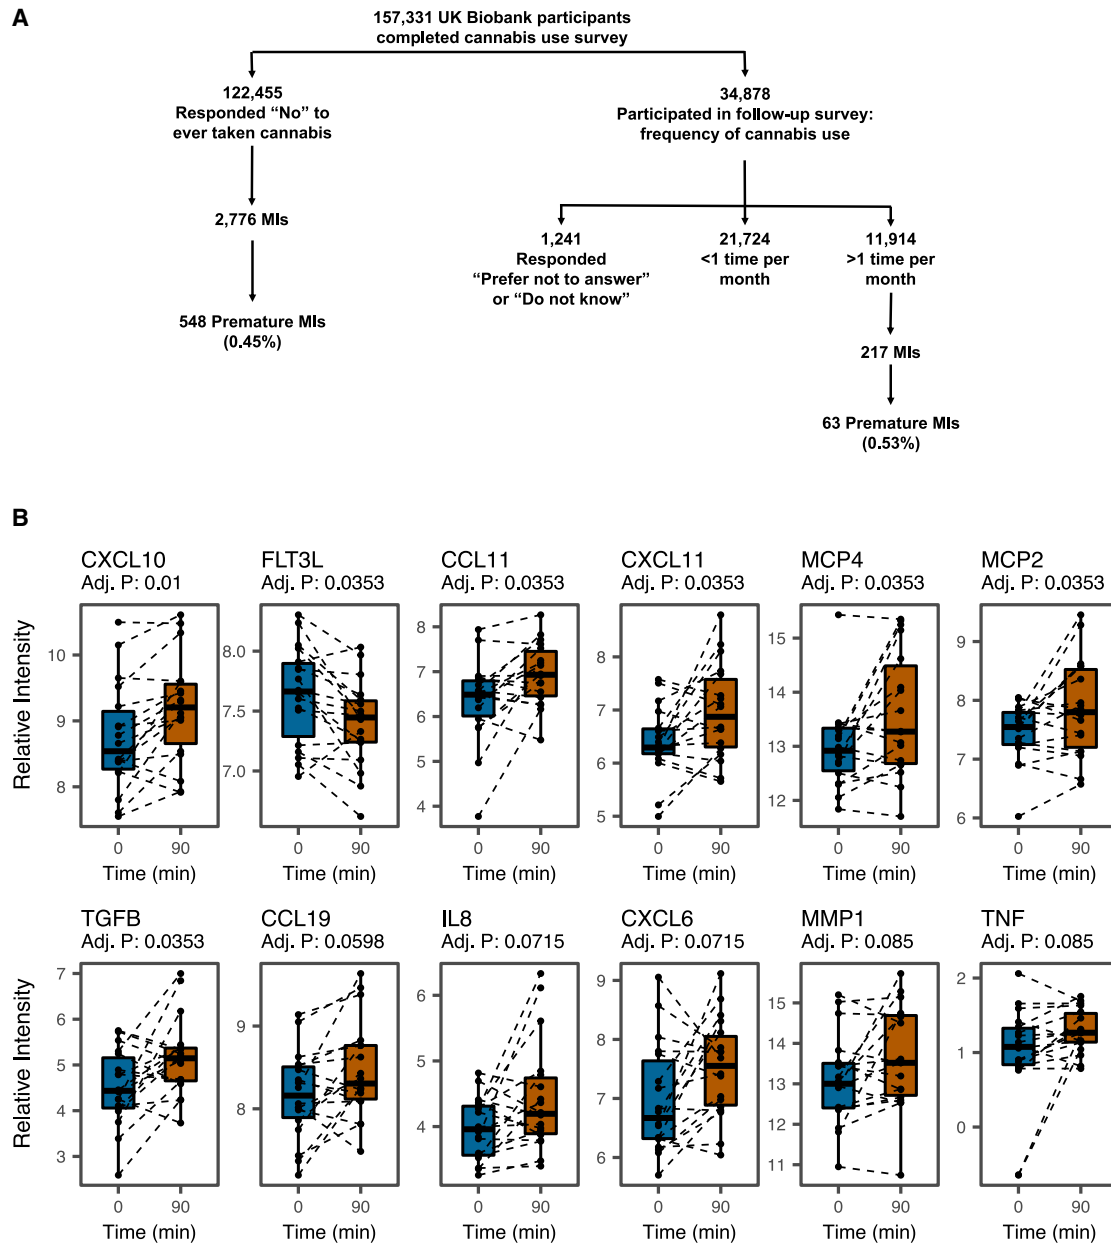 A
157,331 UK Biobank participants
completed cannabis use survey
122,455
Responded “No” to
ever taken cannabis
34,878
Participated in follow-up survey:
frequency of cannabis use
2,776 MIs
1,241
Responded
“Prefer not to answer”
or “Do not know”
21,724
<1 time per
month
11,914
>1 time per
month
548 Premature MIs
(0.45%)
217 MIs
63 Premature MIs
(0.53%)
B
CXCL10
Adj. P: 0.01
Relative Intensity
10
9
8
0 90
Time (min)
FLT3L
Adj. P: 0.0353
8.0
7.5
7.0
0 90
Time (min)
CCL11
Adj. P: 0.0353
8
7
6
5
4
0 90
Time (min)
CXCL11
Adj. P: 0.0353
8
7
6
5
0 90
Time (min)
MCP4
Adj. P: 0.0353
15
14
13
12
0 90
Time (min)
MCP2
Adj. P: 0.0353
9
8
7
6
0 90
Time (min)
TGFB
Adj. P: 0.0353
Relative Intensity
7
6
5
4
3
0 90
Time (min)
CCL19
Adj. P: 0.0598
9
8
0 90
Time (min)
IL8
Adj. P: 0.0715
6
5
4
0 90
Time (min)
CXCL6
Adj. P: 0.0715
9
8
7
6
0 90
Time (min)
MMP1
Adj. P: 0.085
15
14
13
12
11
0 90
Time (min)
TNF
Adj. P: 0.085
2
1
0
0 90
Time (min)